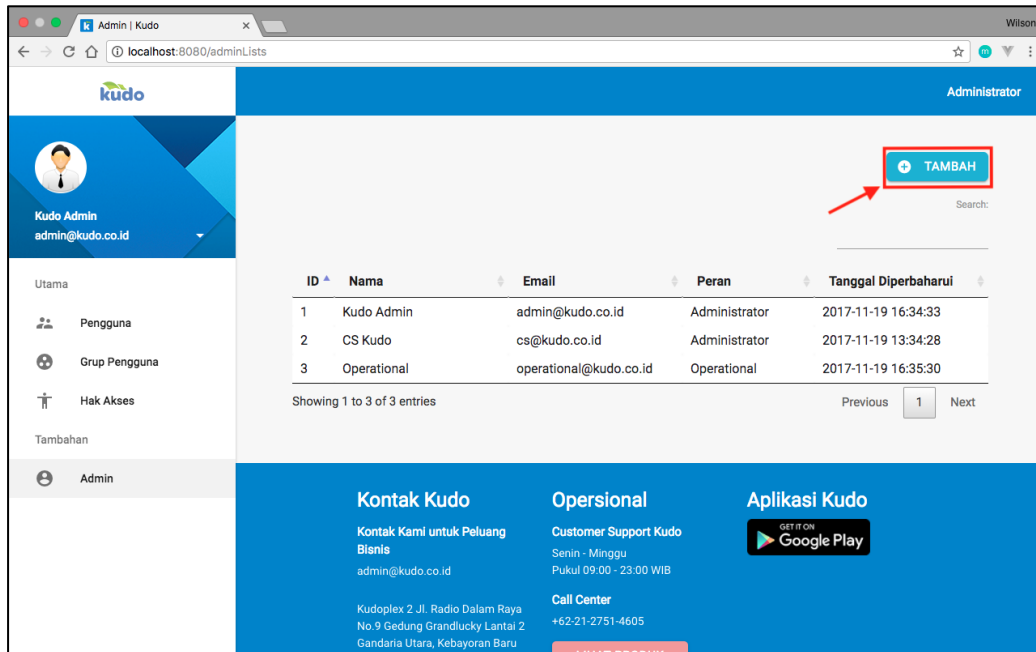 Admin | Kudo
Wilson
localhost:8080/adminLists
kudo
Administrator
Kudo Admin
admin@kudo.co.id
Utama
Pengguna
Grup Pengguna
Hak Akses
Tambahan
Admin
TAMBAH
Search:
ID Nama Email Peran Tanggal Diperbaharui
1 Kudo Admin admin@kudo.co.id Administrator 2017-11-19 16:34:33
2 CS Kudo cs@kudo.co.id Administrator 2017-11-19 13:34:28
3 Operational operational@kudo.co.id Operational 2017-11-19 16:35:30
Showing 1 to 3 of 3 entries
Previous 1 Next
Kontak Kudo
Kontak Kami untuk Peluang
Bisnis
admin@kudo.co.id
Kudoplex 2 Jl. Radio Dalam Raya
No.9 Gedung Grandlucky Lantai 2
Gandaria Utara, Kebayoran Baru
Opersional
Customer Support Kudo
Senin - Minggu
Pukul 09:00 - 23:00 WIB
Call Center
+62-21-2751-4605
Aplikasi Kudo
GET IT ON
Google Play